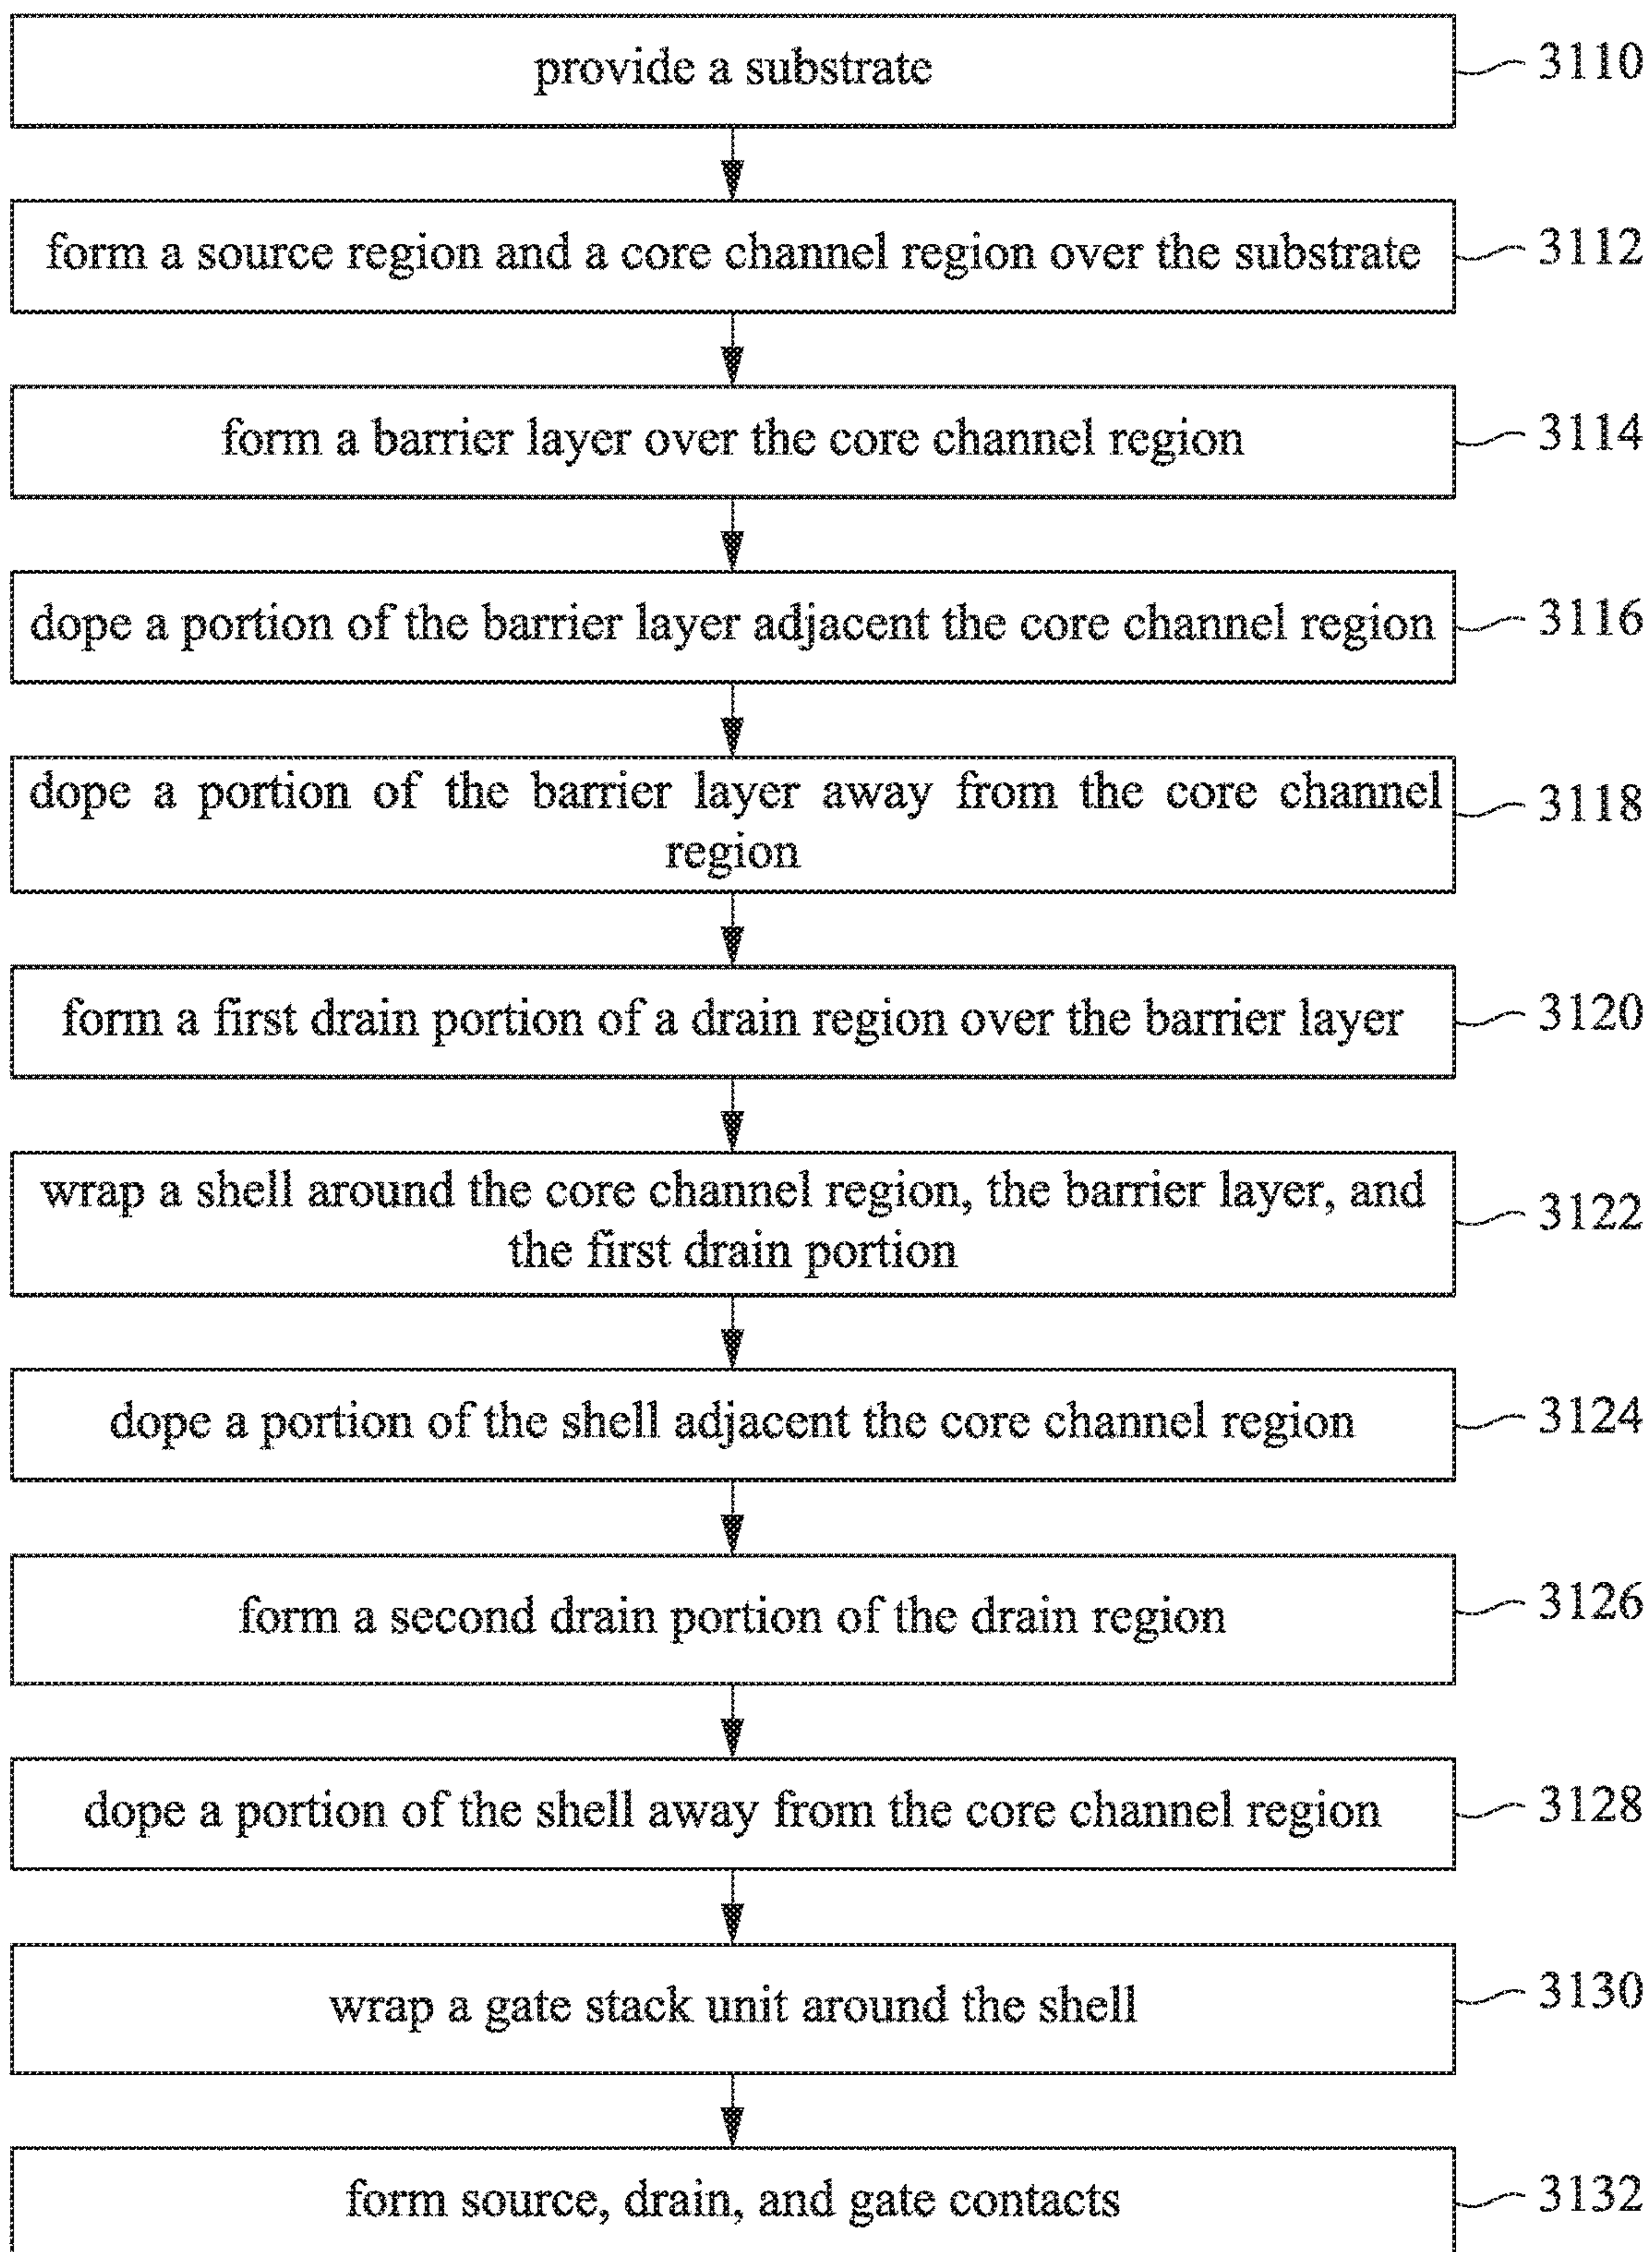 provide a substrate
3110
form a source region and a core channel region over the substrate
3112
form a barrier layer over the core channel region
3114
dope a portion of the barrier layer adjacent the core channel region
3116
dope a portion of the barrier layer away from the core channel
region
3118
form a first drain portion of a drain region over the barrier layer
3120
wrap a shell around the core channel region, the barrier layer, and
the first drain portion
3122
dope a portion of the shell adjacent the core channel region
3124
form a second drain portion of the drain region
3126
dope a portion of the shell away from the core channel region
3128
wrap a gate stack unit around the shell
3130
form source, drain, and gate contacts
3132